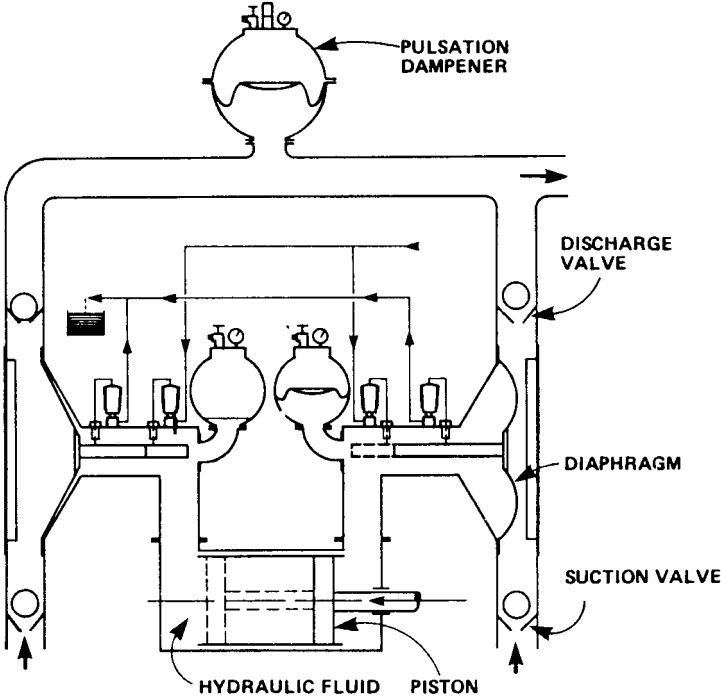 PULSATION
DAMPENER
DISCHARGE
VALVE
DIAPHRAGM
SUCTION VALVE
HYDRAULIC FLUID
PISTON